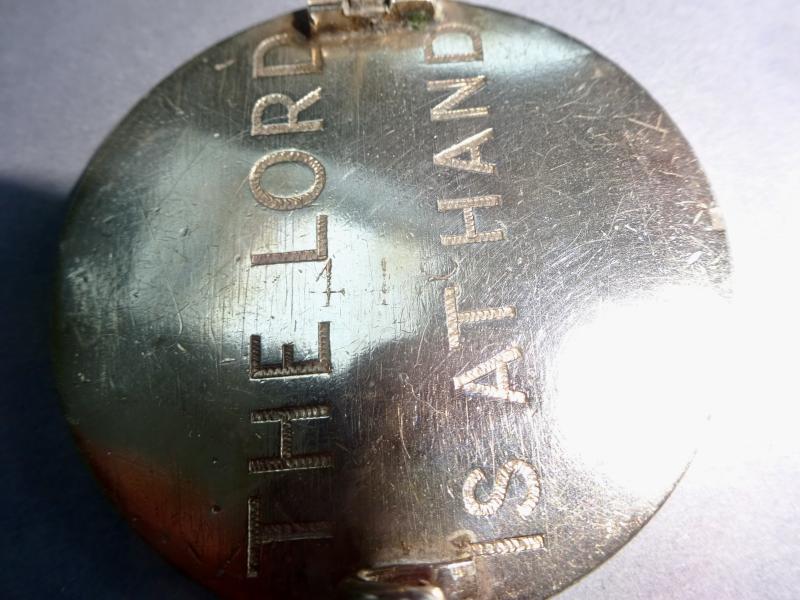 THE LORD
IS AT HAND